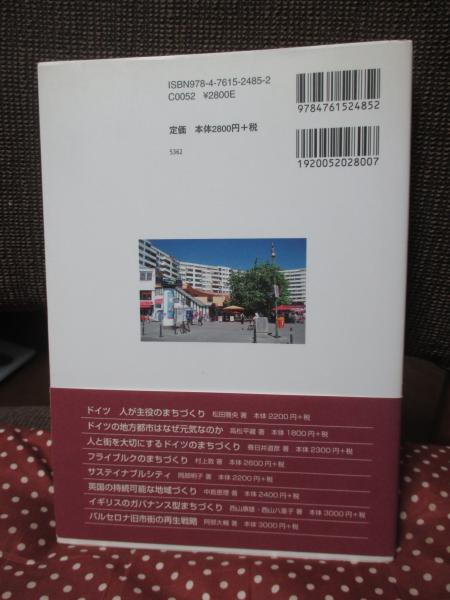 ISBN978-4-7615-2485-2
C0052 ¥2800E
定価 本体2800円+税
5362
9784761524852
1920052028007
ドイツ 人が主役のまちづくり 松田雅央 著 本体2200円+税
ドイツの地方都市はなぜ元気なのか 高松平藏 著 本体1800円+税
人と街を大切にするドイツのまちづくり 春日井道彦 著 本体2300円+税
フライブルクのまちづくり 村上敦 著 本体2600円+税
サステイナブルシティ 岡部明子 著 本体2200円+税
英国の持続可能な地域づくり 中島恵理 著 本体2400円+税
イギリスのガバナンス型まちづくり 西山康雄・西山八重子 著 本体3000円+税
バルセロナ旧市街の再生戦略 阿部大輔 著 本体3000円+税